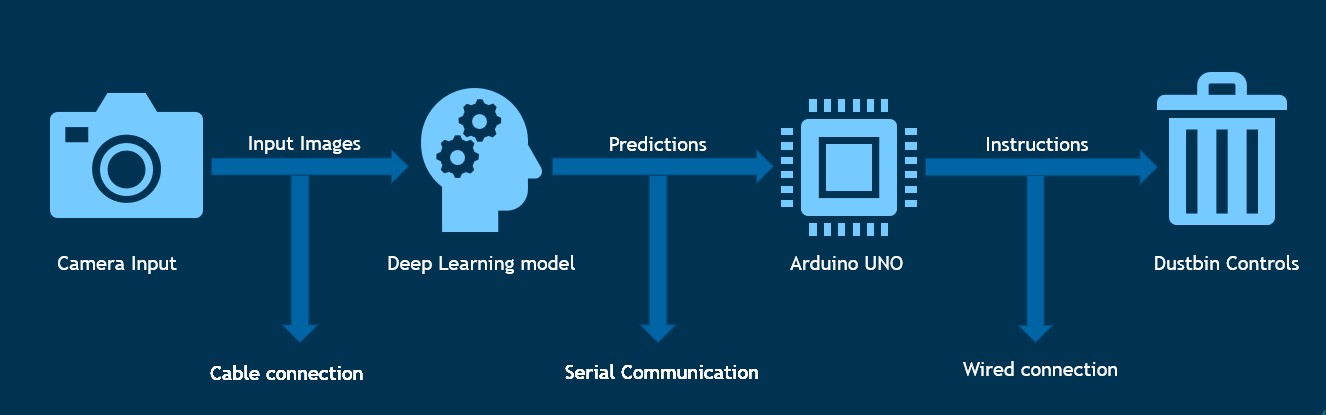 Input Images
Predictions
Instructions
Camera Input
Deep Learning model
Arduino UNO
Dustbin Controls
Cable connection
Serial Communication
Wired connection